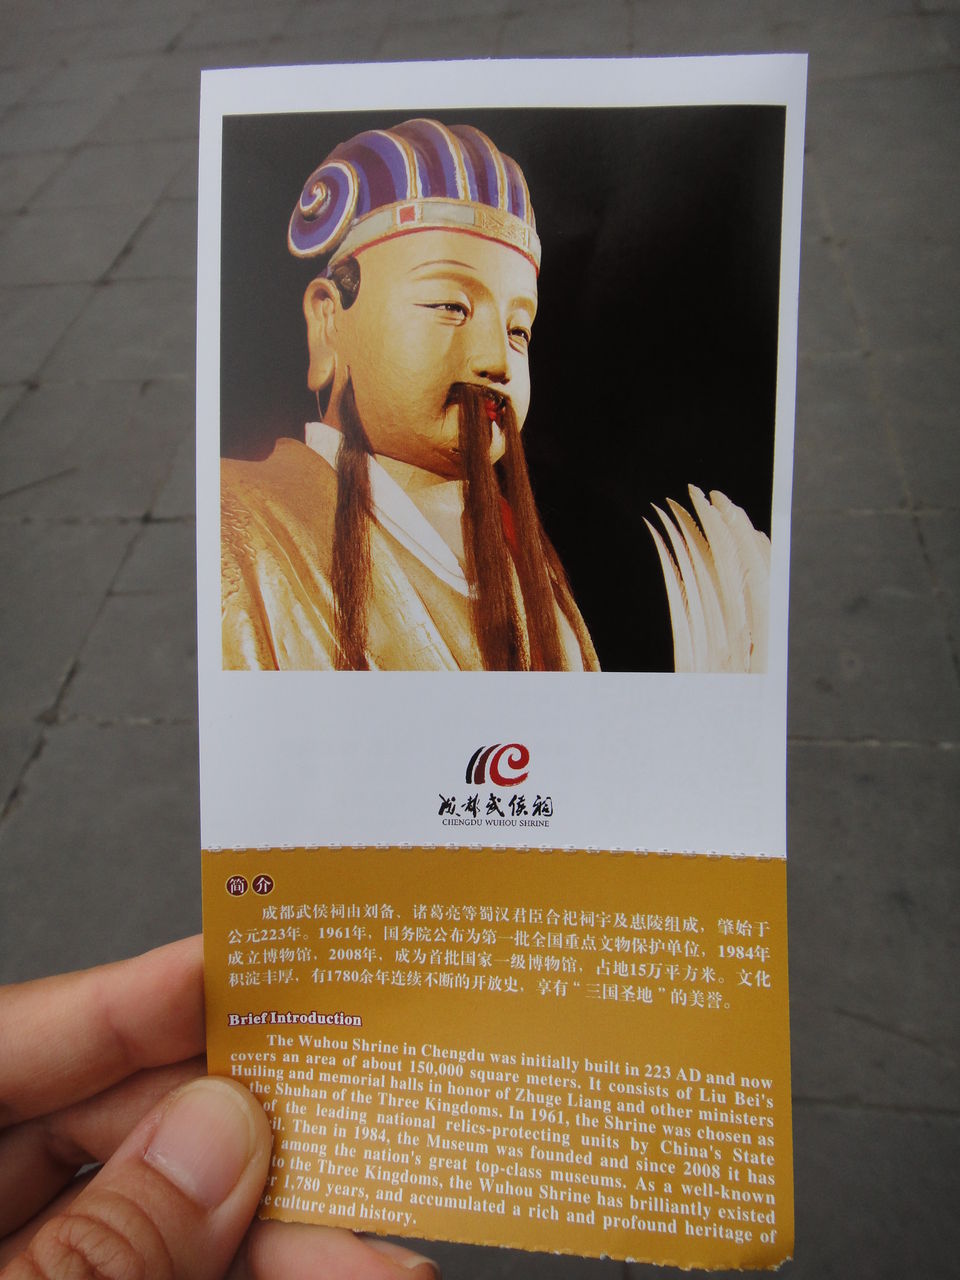 成都武侯祠
CHENGDU WUHOU SHRINE
简介
成都武侯祠由刘备、诸葛亮等蜀汉君臣合祀祠宇及惠陵组成，肇始于
公元223年。1961年，国务院公布为第一批全国重点文物保护单位，1984年
成立博物馆，2008年，成为首批国家一级博物馆，占地15万平方米。文化
积淀丰厚，有1780余年连续不断的开放史，享有“三国圣地”的美誉。
Brief Introduction
The Wuhou Shrine in Chengdu was initially built in 223 AD and now
covers an area of about 150,000 square meters. It consists of Liu Bei's
Huiling and memorial halls in honor of Zhuge Liang and other ministers
the Shuhan of the Three Kingdoms. In 1961, the Shrine was chosen as
of the leading national relics-protecting units by China's State
Then in 1984, the Museum was founded and since 2008 it has
among the nation's great top-class museums. As a well-known
to the Three Kingdoms, the Wuhou Shrine has brilliantly existed
1,780 years, and accumulated a rich and profound heritage of
culture and history.